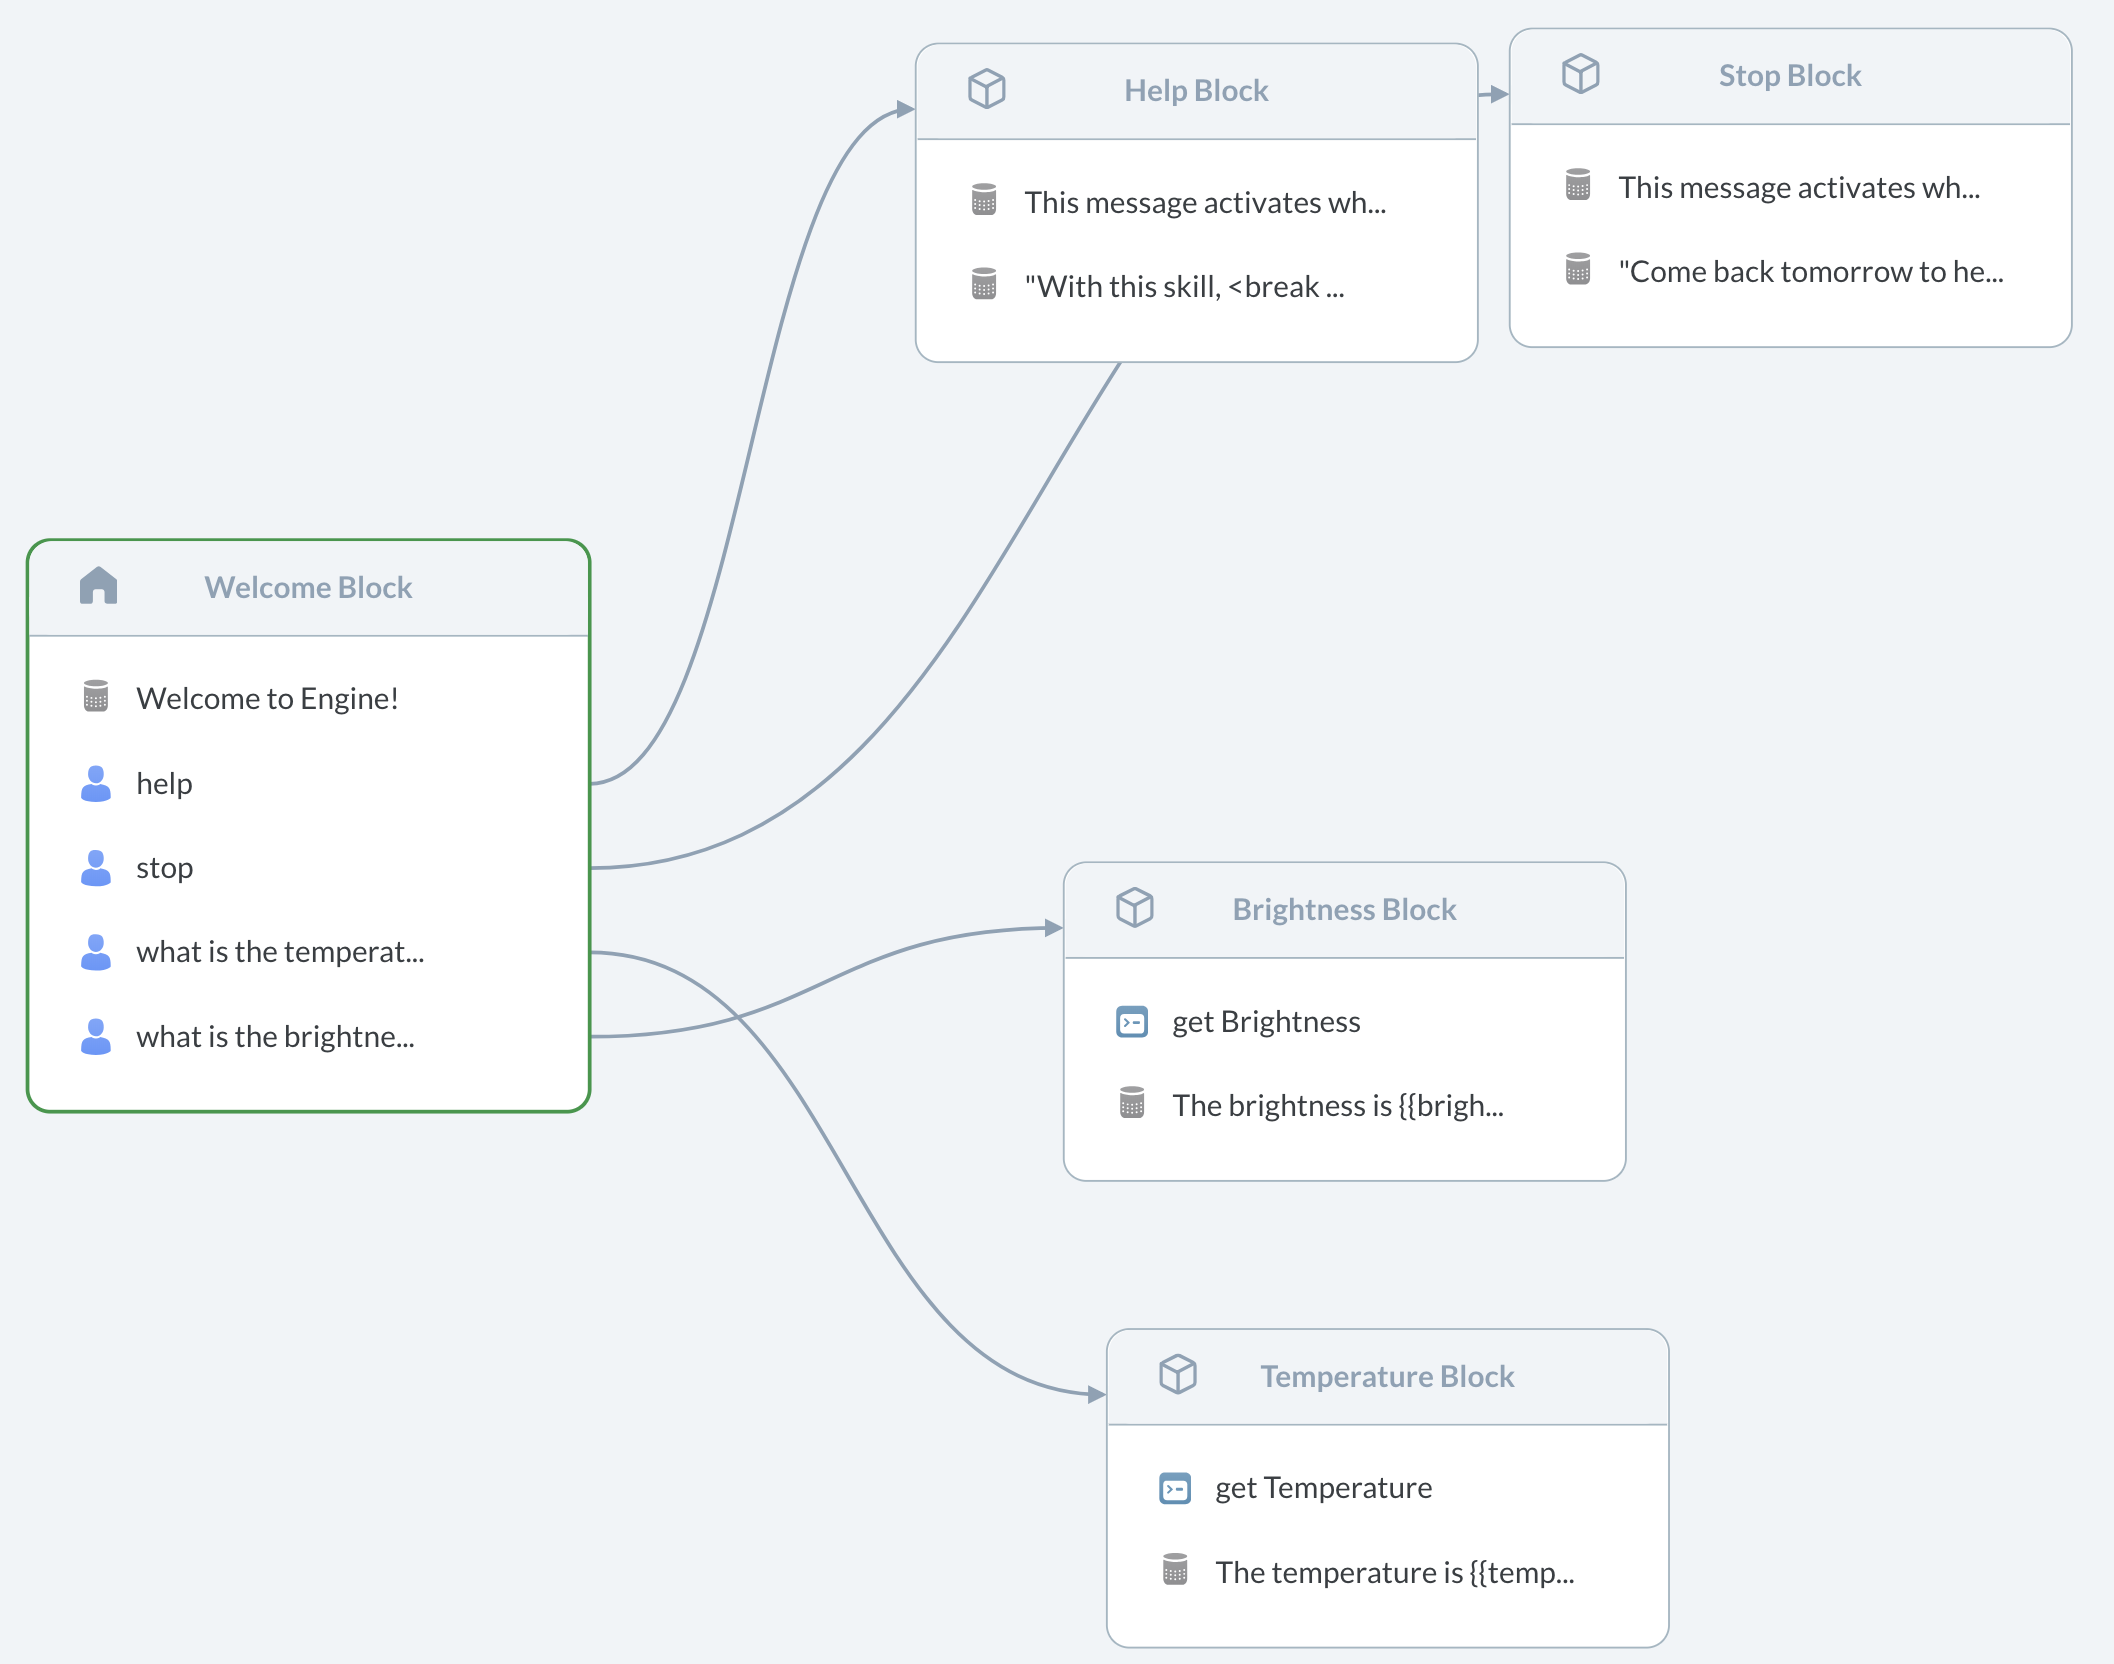 Help Block
This message activates wh...
"With this skill, <break ...
Stop Block
This message activates wh...
"Come back tomorrow to he...
Welcome Block
Welcome to Engine!
help
stop
what is the temperat...
what is the brightne...
Brightness Block
get Brightness
The brightness is {{brigh...
Temperature Block
get Temperature
The temperature is {{temp...